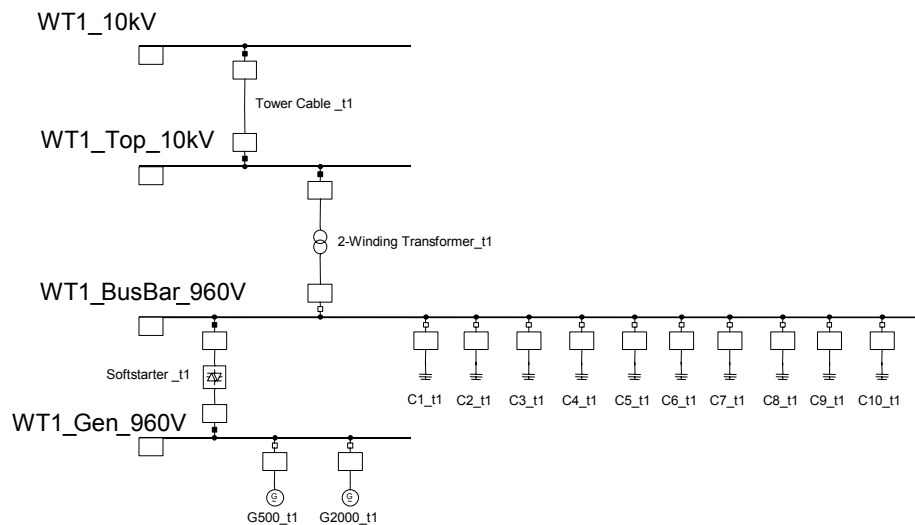 WT1_10kV
Tower Cable _t1
WT1_Top_10kV
2-Winding Transformer_t1
WT1_BusBar_960V
Softstarter _t1
C1_t1 C2_t1 C3_t1 C4_t1 C5_t1 C6_t1 C7_t1 C8_t1 C9_t1 C10_t1
WT1_Gen_960V
G G
G500_t1 G2000_t1